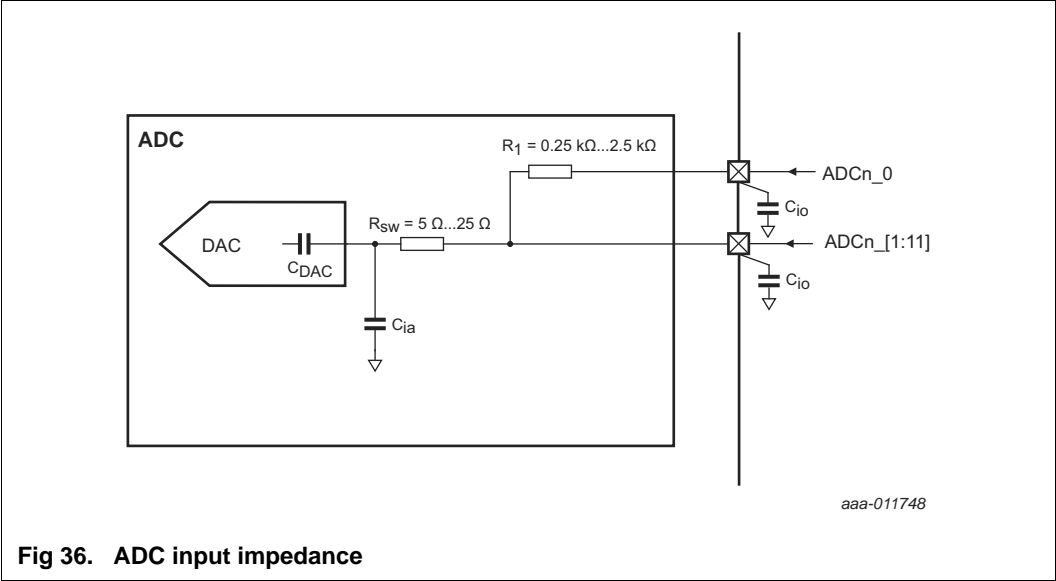 ADC
R1 = 0.25 kΩ...2.5 kΩ
ADCn_0
Cio
Rsw = 5 Ω...25 Ω
DAC
CDAC
ADCn_[1:11]
Cio
Cia
aaa-011748
Fig 36. ADC input impedance